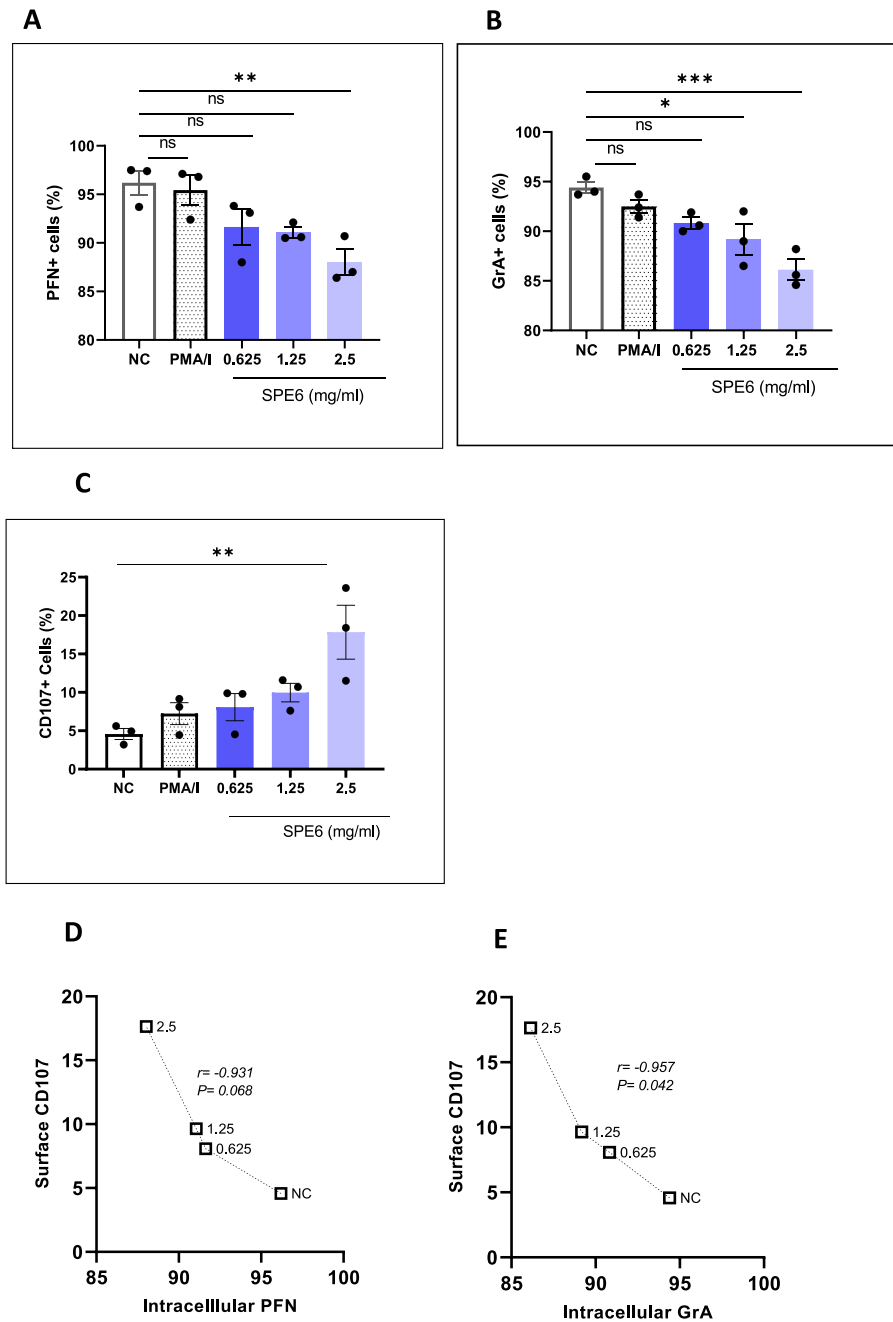 A
**
ns
ns
ns
100
95
90
85
80
PFN+ cells (%)
NC
PMA/I
0.625
1.25
2.5
SPE6 (mg/ml)
B
***
*
ns
ns
100
95
90
85
80
GrA+ cells (%)
NC
PMA/I
0.625
1.25
2.5
SPE6 (mg/ml)
C
**
25
20
15
10
5
0
CD107+ Cells (%)
NC
PMA/I
0.625
1.25
2.5
SPE6 (mg/ml)
D
20
15
10
5
0
Surface CD107
2.5
r= -0.931
P= 0.068
1.25
0.625
NC
85
90
95
100
Intracelllular PFN
E
20
15
10
5
0
Surface CD107
2.5
r= -0.957
P= 0.042
1.25
0.625
NC
85
90
95
100
Intracellular GrA